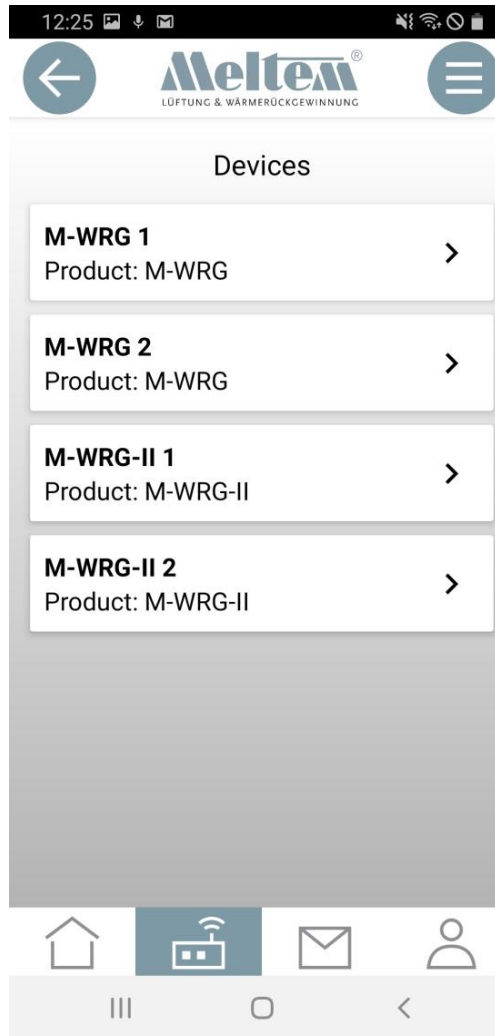 12:25
Meltem®
LÜFTUNG & WÄRMERÜCKGEWINNUNG
Devices
M-WRG 1
Product: M-WRG
M-WRG 2
Product: M-WRG
M-WRG-II 1
Product: M-WRG-II
M-WRG-II 2
Product: M-WRG-II